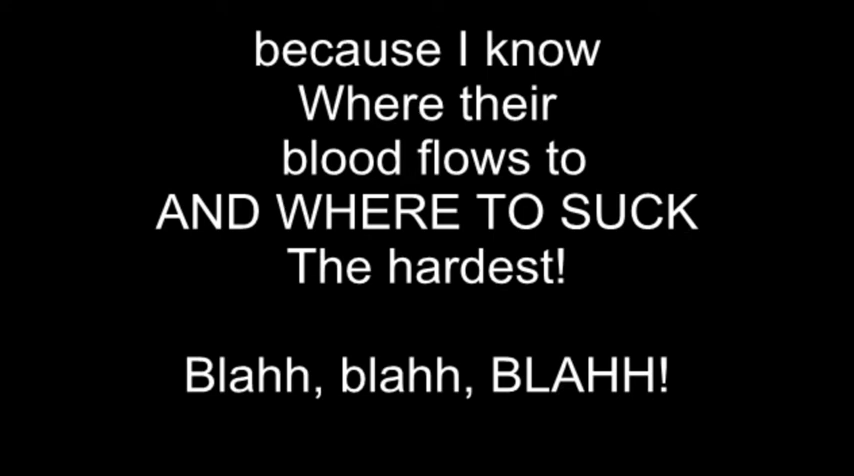 because I know
Where their
blood flows to
AND WHERE TO SUCK
The hardest!
Blahh, blahh, BLAHH!